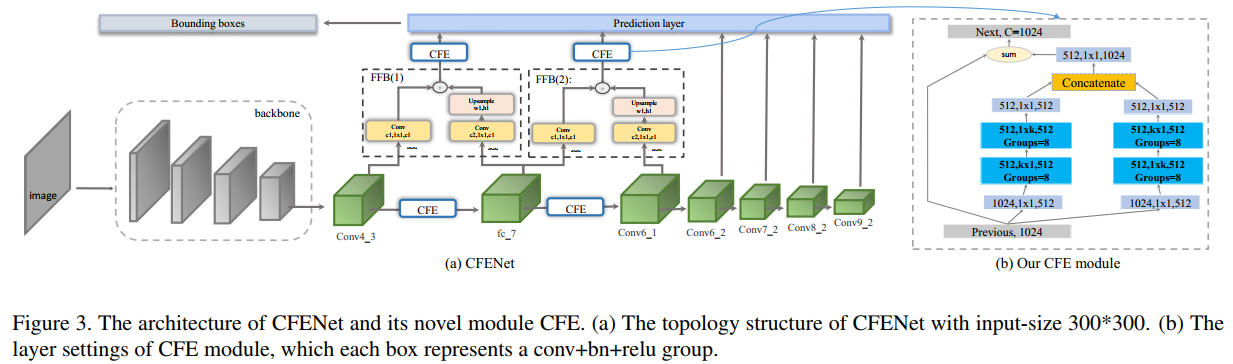 Bounding boxes
Prediction layer
CFE
CFE
FFB(1)
Upsample
w1,h1
Conv
c1,1x1,c1
Conv
c2,1x1,c1
FFB(2):
Upsample
w1,h1
Conv
c1,1x1,c1
Conv
c2,1x1,c1
backbone
image
CFE
CFE
Conv4_3
fc_7
Conv6_1
Conv6_2
Conv7_2
Conv8_2
Conv9_2
(a) CFENet
Next, C=1024
sum
512,1x1,1024
Concatenate
512,1x1,512
512,1x1,512
512,1xk,512
Groups=8
512,kx1,512
Groups=8
512,kx1,512
Groups=8
512,1xk,512
Groups=8
1024,1x1,512
1024,1x1,512
Previous, 1024
(b) Our CFE module
Figure 3. The architecture of CFENet and its novel module CFE. (a) The topology structure of CFENet with input-size 300*300. (b) The
layer settings of CFE module, which each box represents a conv+bn+relu group.